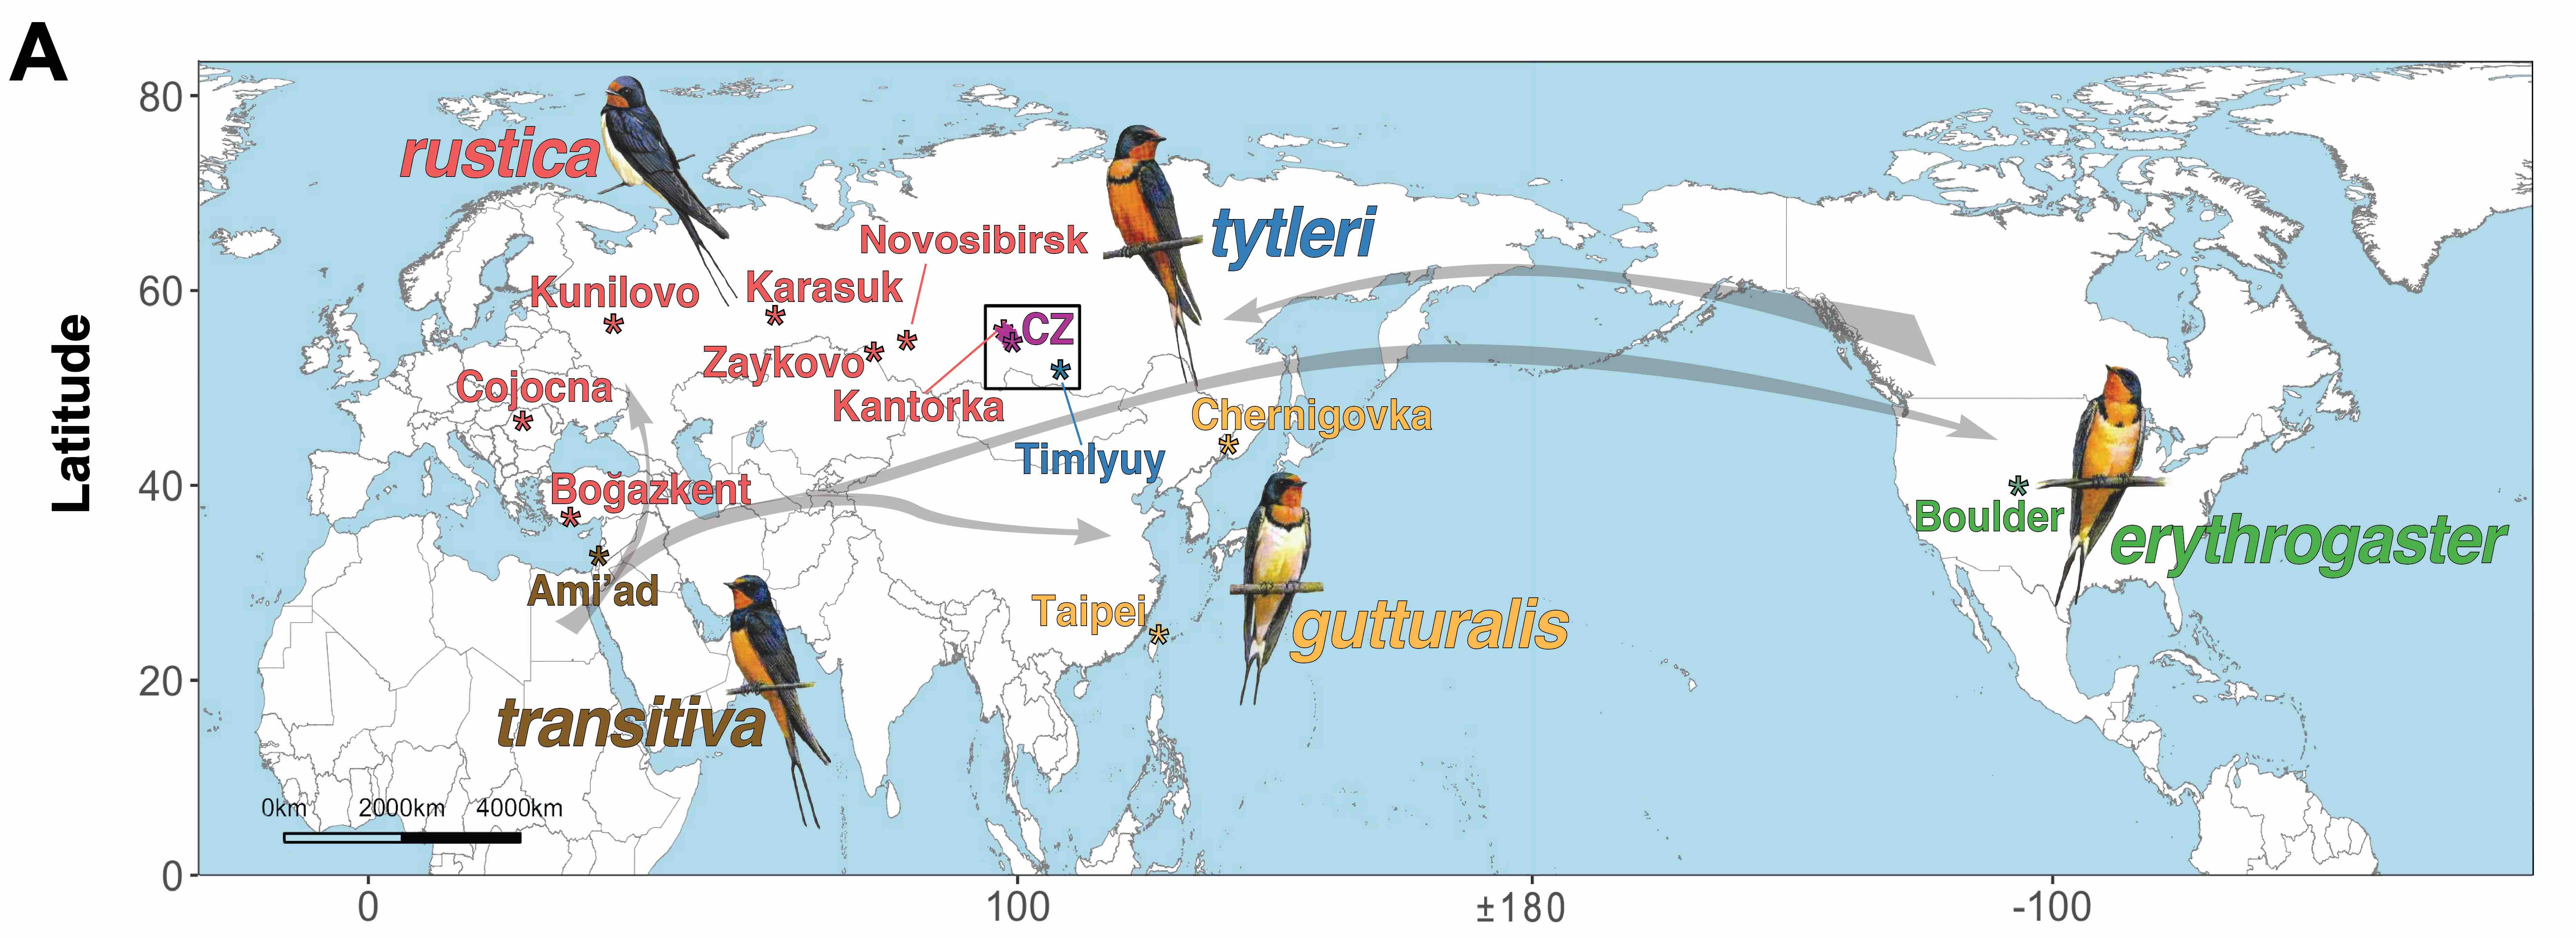 A
Latitude
80
60
40
20
0
rustica
tytleri
Novosibirsk
Kunilovo
Karasuk
CZ
Zaykovo
Cojocna
Kantorka
Chernigovka
Timlyuy
Boğazkent
Boulder
erythrogaster
Ami'ad
Taipei
gutturalis
transitiva
0km 2000km 4000km
0 100 ±180 -100